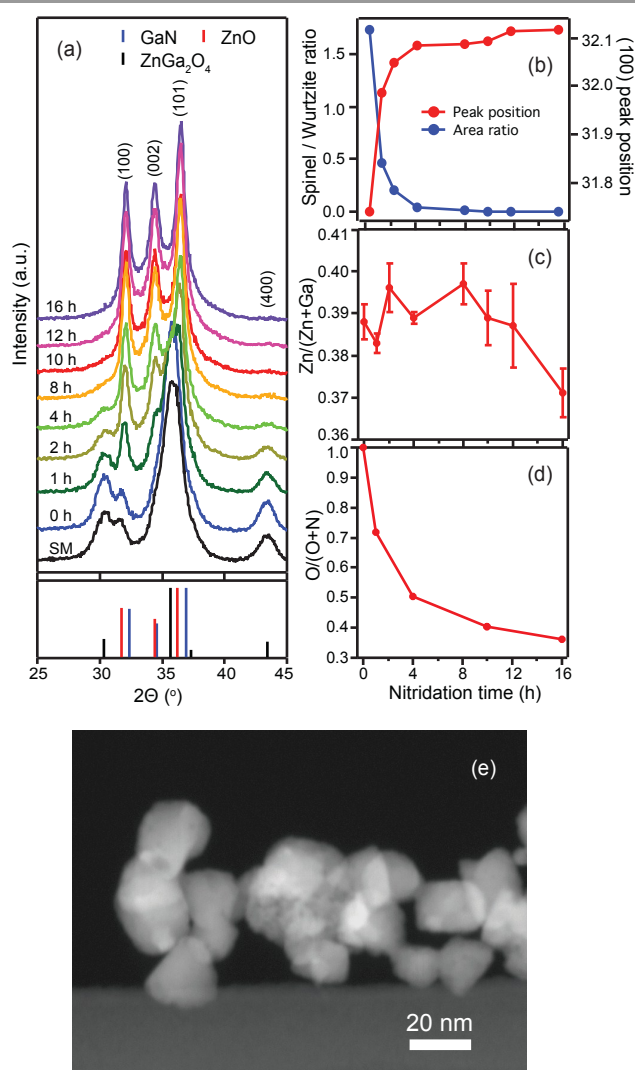 (a)
GaN
ZnO
ZnGa₂O₄
(100)
(002)
(101)
(400)
16 h
12 h
10 h
8 h
4 h
2 h
1 h
0 h
SM
Intensity (a.u.)
25
30
35
40
45
2Θ (°)
(b)
Peak position
Area ratio
Spinel / Wurtzite ratio
1.5
1.0
0.5
0.0
(100) peak position
32.1
32.0
31.9
31.8
(c)
Zn/(Zn+Ga)
0.41
0.40
0.39
0.38
0.37
0.36
(d)
O/(O+N)
1.0
0.9
0.8
0.7
0.6
0.5
0.4
0.3
0
4
8
12
16
Nitridation time (h)
(e)
20 nm